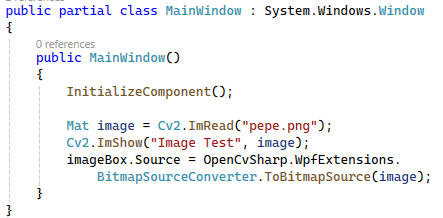 public partial class MainWindow : System.Windows.Window
{
0 references
public MainWindow()
{
InitializeComponent();
Mat image = Cv2.ImRead("pepe.png");
Cv2.ImShow("Image Test", image);
imageBox.Source = OpenCvSharp.WpfExtensions.
BitmapSourceConverter.ToBitmapSource(image);
}
}